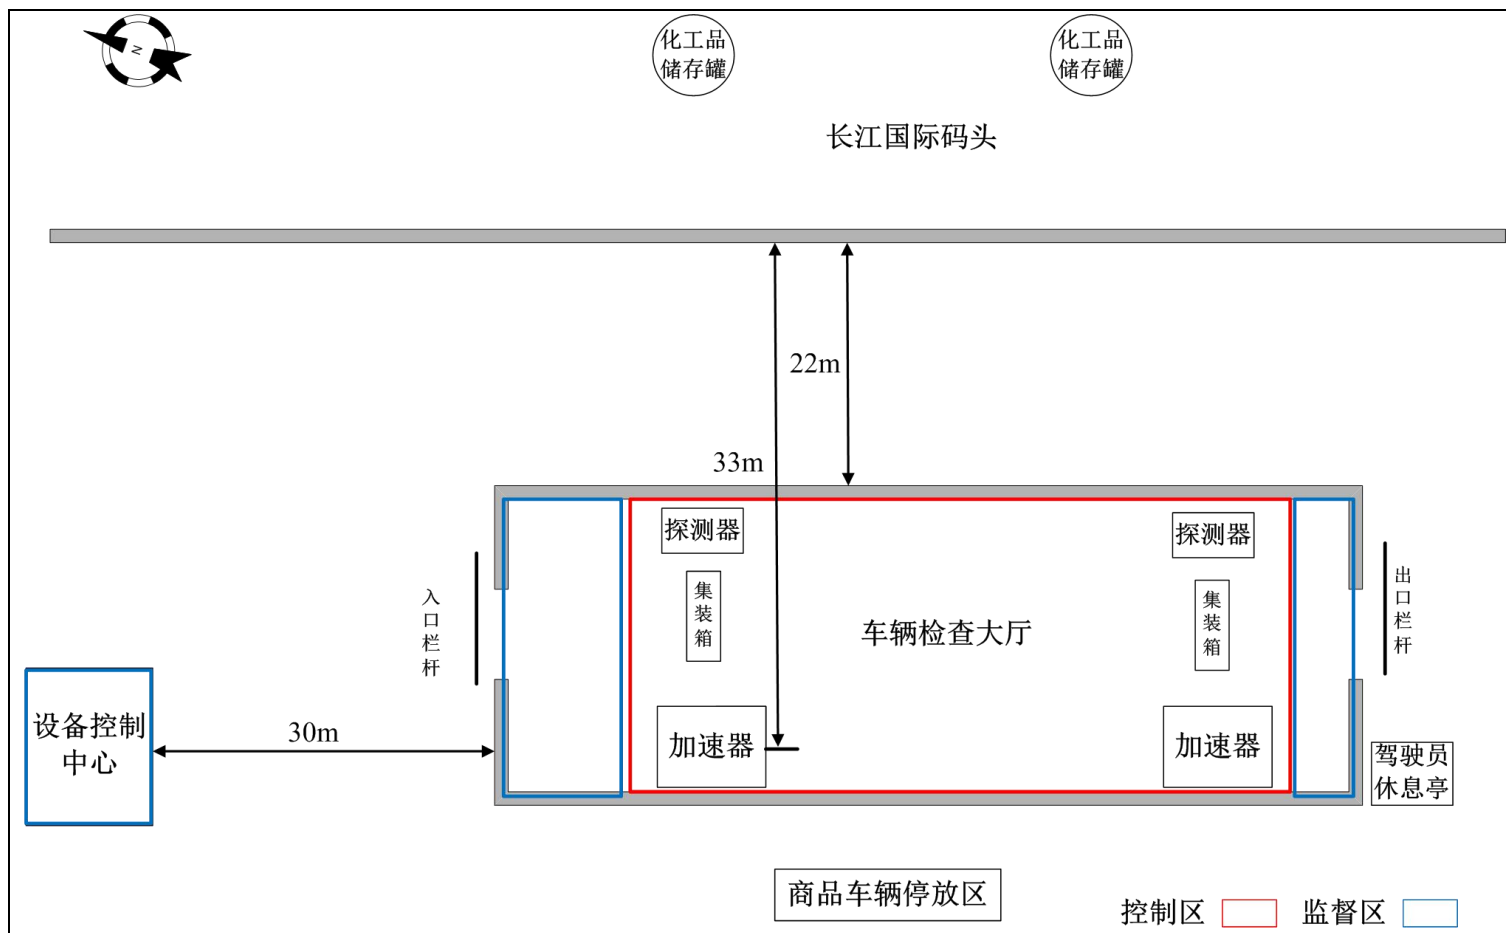 N
化工品
储存罐
化工品
储存罐
长江国际码头
22m
33m
探测器
探测器
集装箱
集装箱
车辆检查大厅
入口栏杆
出口栏杆
设备控制
中心
30m
加速器
加速器
驾驶员
休息亭
商品车辆停放区
控制区
监督区